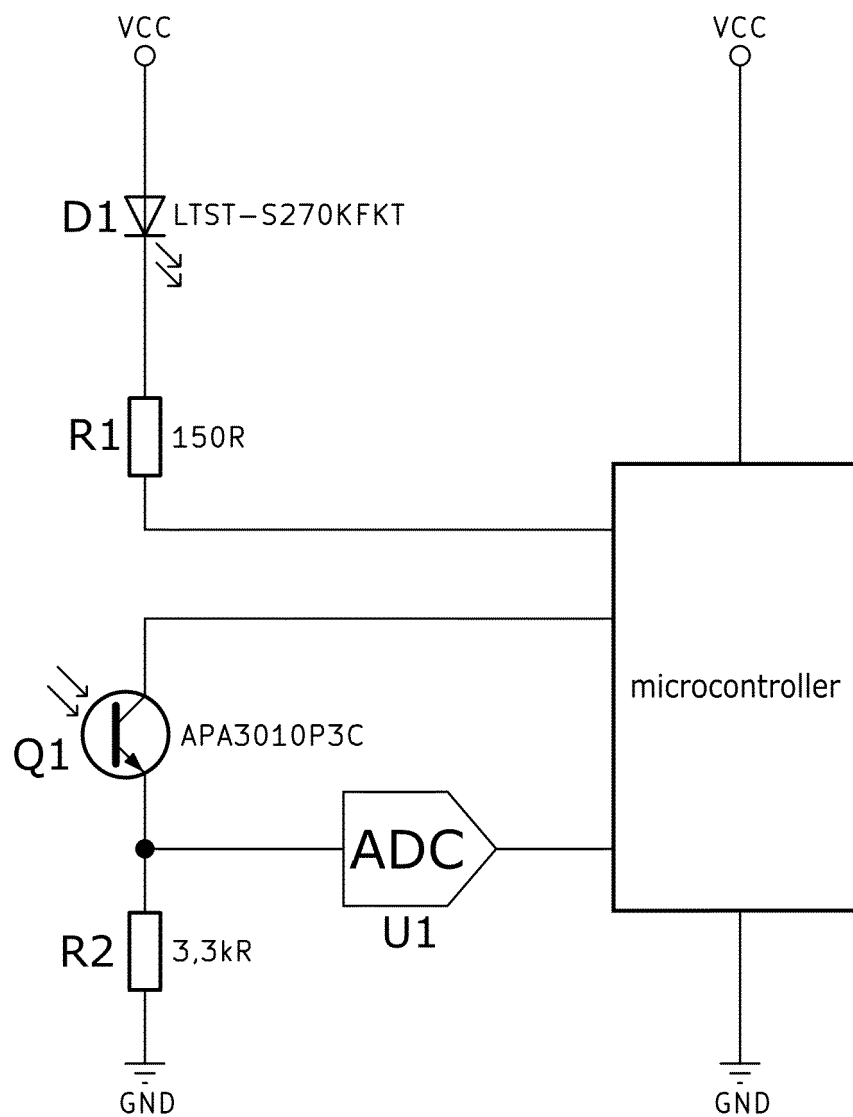 VCC
VCC
D1
LTST-S270KFKT
R1
150R
microcontroller
Q1
APA3010P3C
ADC
U1
R2
3,3kR
GND
GND